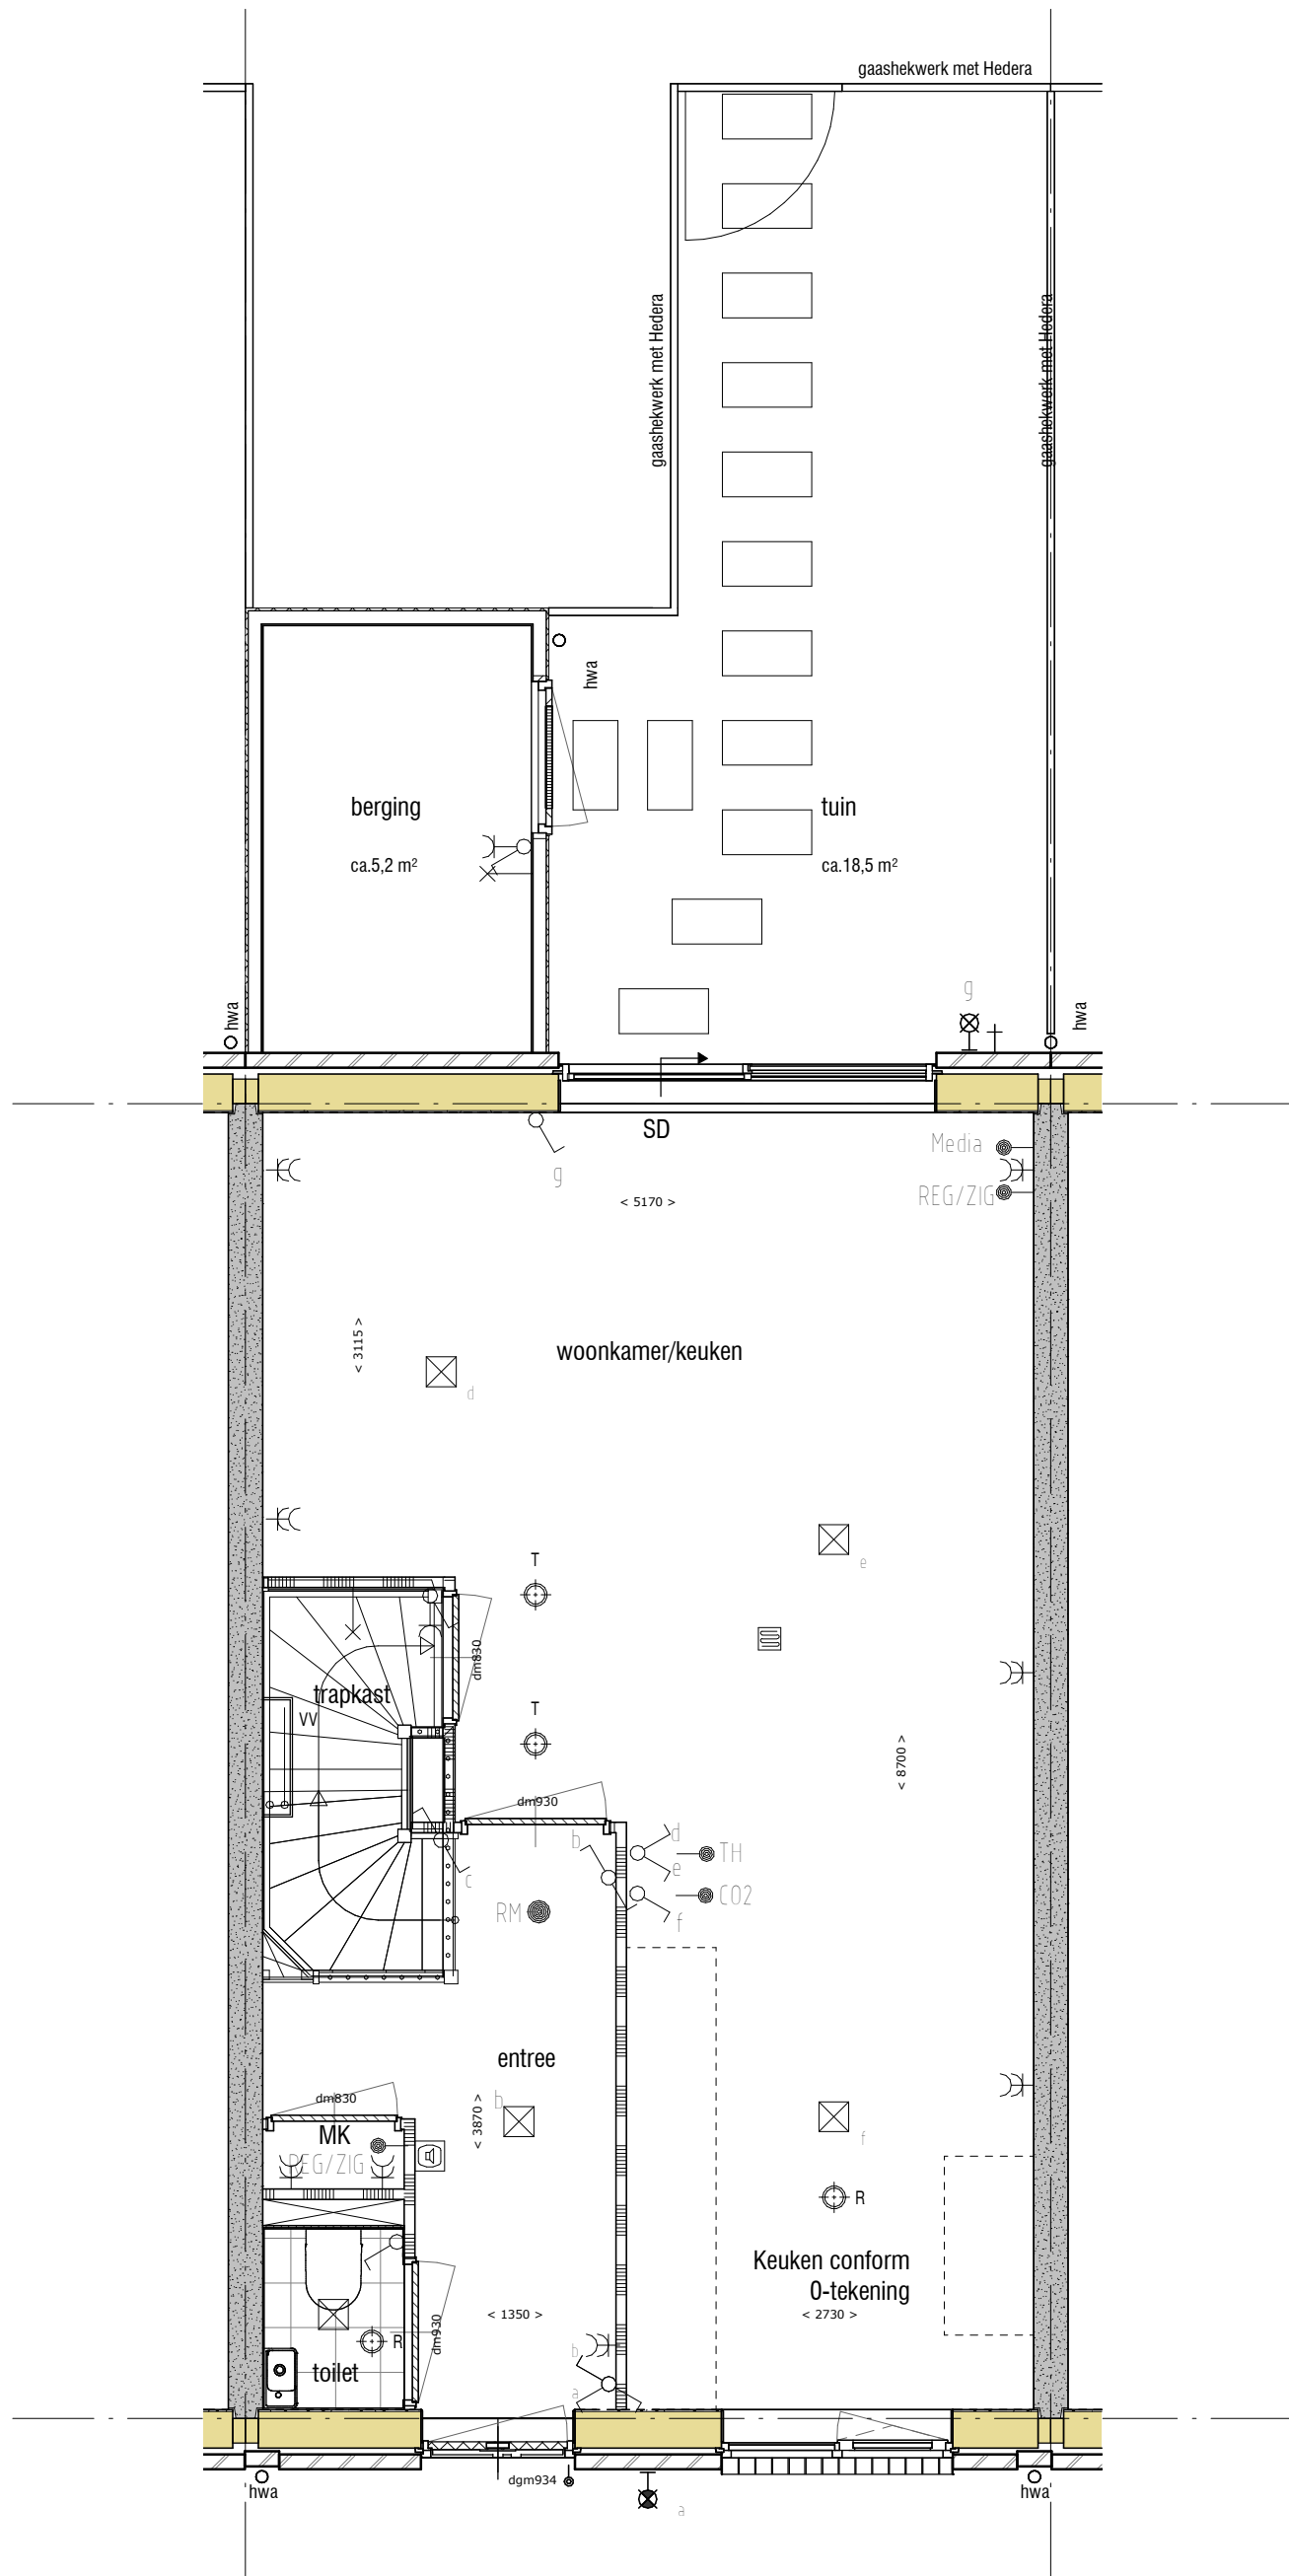 gaashekwerk met Hedera
gaashekwerk met Hedera
gaashekwerk met Hedera
hwa
berging
ca.5,2 m²
tuin
ca.18,5 m²
g
hwa
hwa
SD
g
Media
REG/ZIG
< 5170 >
< 3115 >
woonkamer/keuken
d
e
T
dm830
trapkast
VV
T
< 8700 >
dm930
b
d
TH
e
c
CO2
RM
f
entree
b
dm830
< 3870 >
MK
REG/ZIG
f
R
Keuken conform
0-tekening
< 1350 >
< 2730 >
R
dm930
b
toilet
a
dgm934
hwa
hwa
a